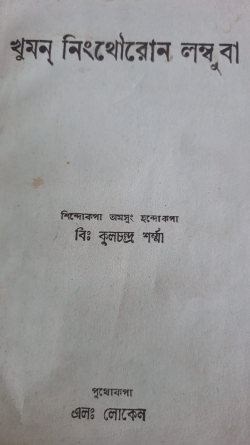 খুমন্ নিংথৌরোন লম্বুবা
শিন্দোকপা অমসুং হন্দোকপা
বিঃ কুলচন্দ্র শর্ম্মা
পুথোকপা
এলঃ লোকেন